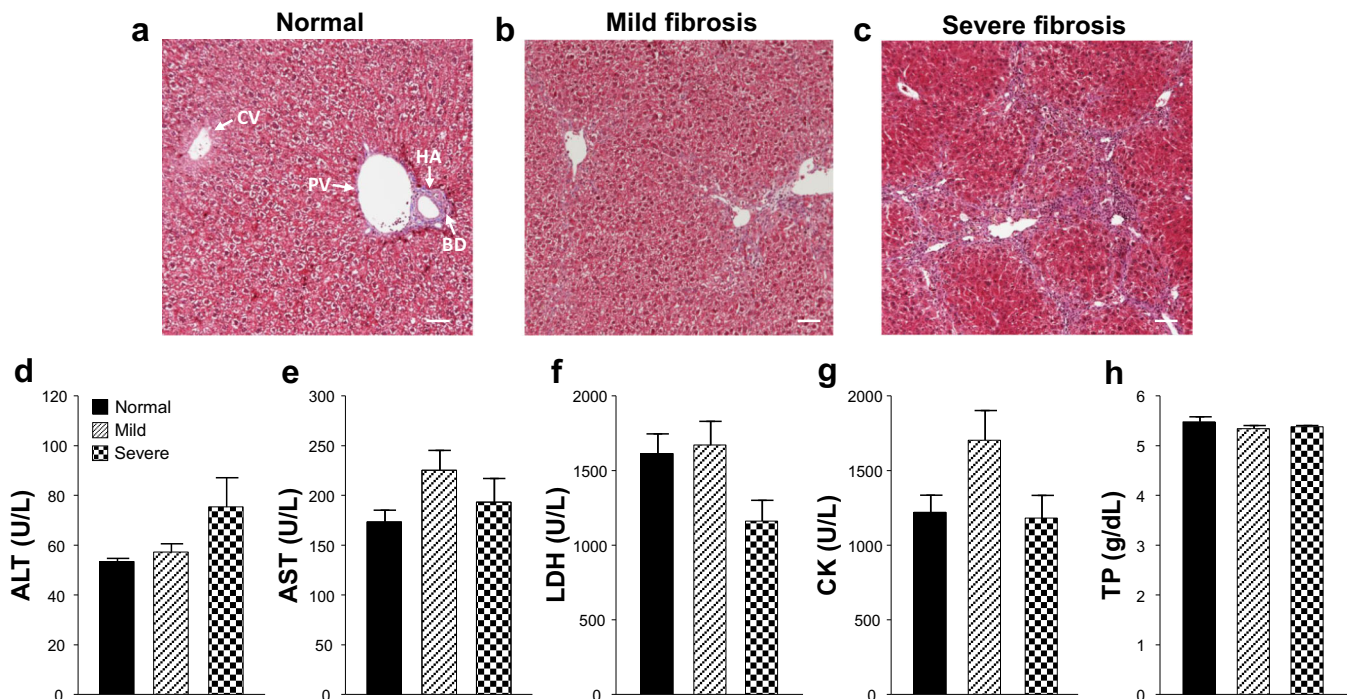 a
Normal
CV
PV
HA
BD
b
Mild fibrosis
c
Severe fibrosis
d
ALT (U/L)
120
100
80
60
40
20
0
Normal
Mild
Severe
e
AST (U/L)
300
250
200
150
100
50
0
f
LDH (U/L)
2000
1500
1000
500
0
g
CK (U/L)
2000
1500
1000
500
0
h
TP (g/dL)
6
5
4
3
2
1
0